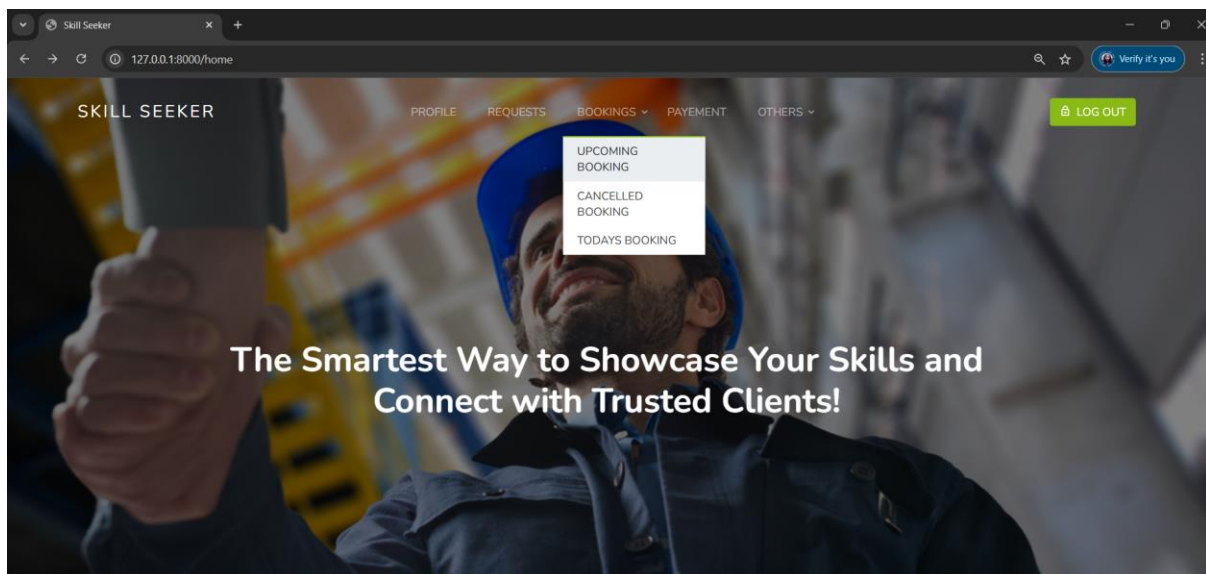 Skill Seeker
127.0.0.1:8000/home
Verify it's you
SKILL SEEKER
PROFILE REQUESTS BOOKINGS PAYEMENT OTHERS
LOG OUT
UPCOMING
BOOKING
CANCELLED
BOOKING
TODAYS BOOKING
The Smartest Way to Showcase Your Skills and
Connect with Trusted Clients!